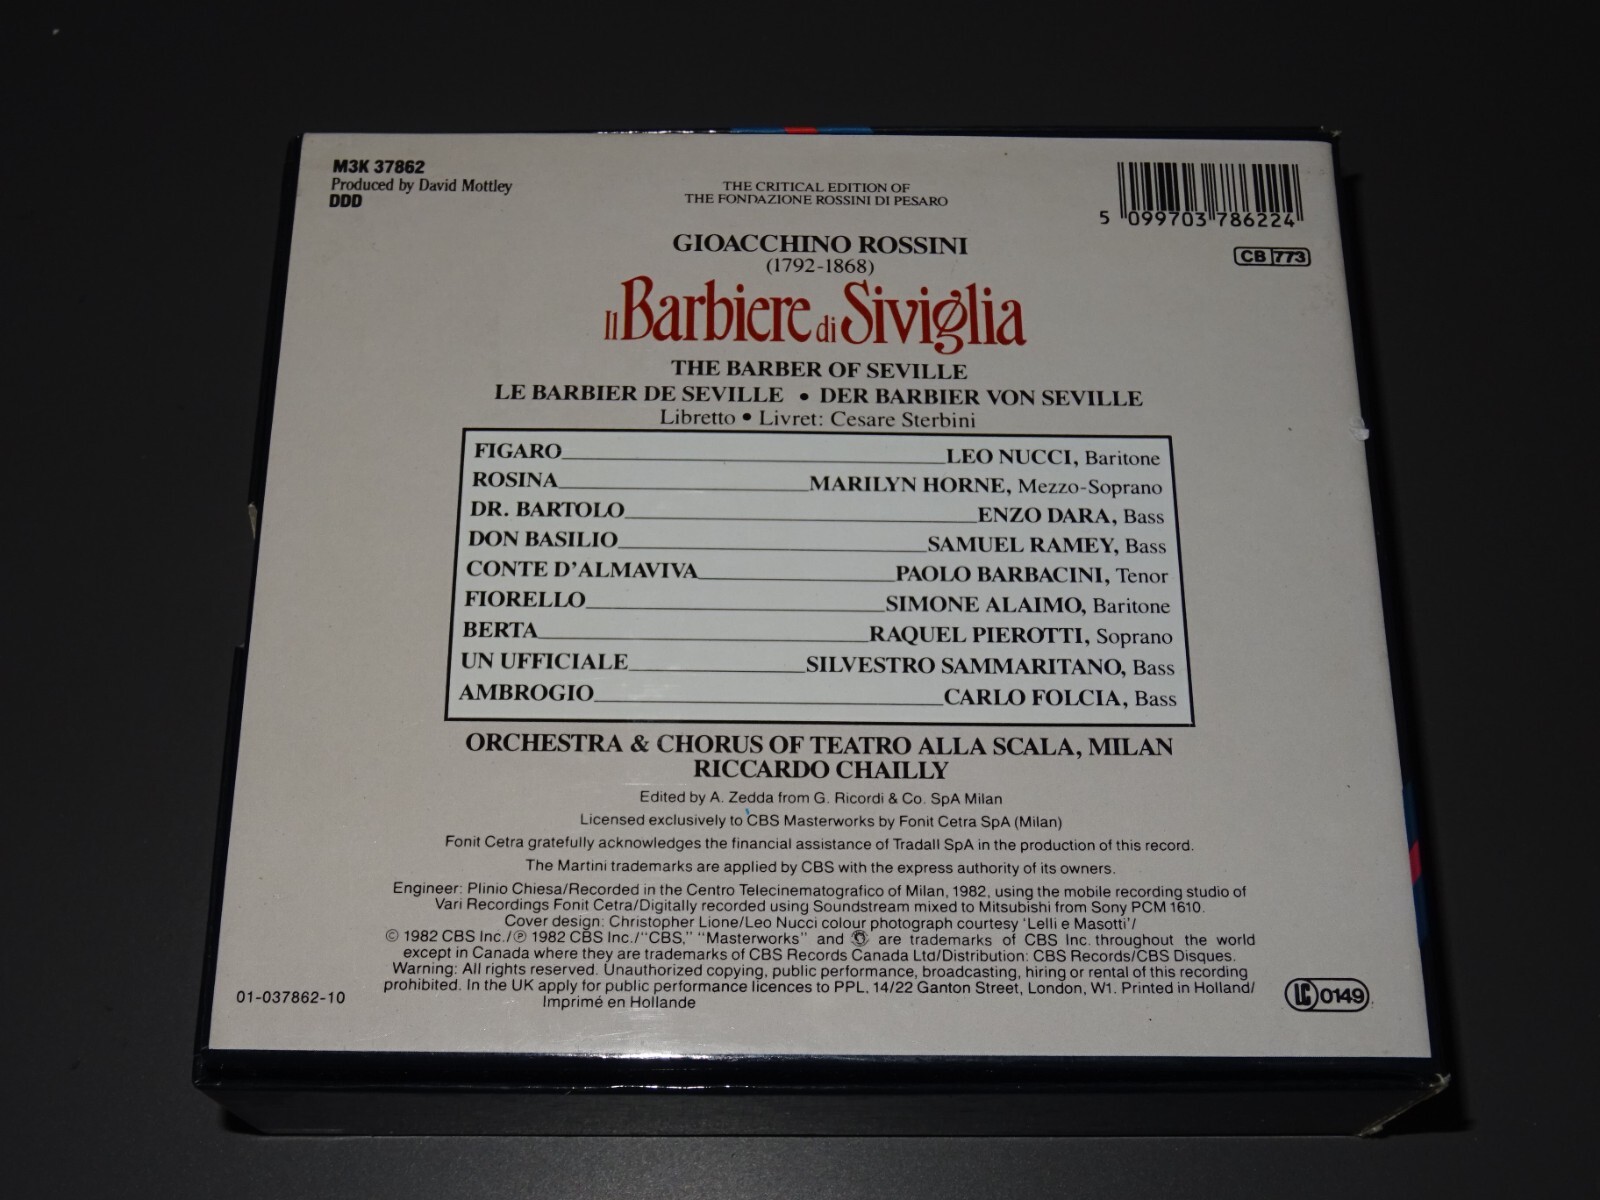 M3K 37862
Produced by David Mottley
DDD
THE CRITICAL EDITION OF
THE FONDAZIONE ROSSINI DI PESARO
5 099703 786224
CB 773
GIOACCHINO ROSSINI
(1792-1868)
Il Barbiere di Siviglia
THE BARBER OF SEVILLE
LE BARBIER DE SEVILLE • DER BARBIER VON SEVILLE
Libretto • Livret: Cesare Sterbini
FIGARO LEO NUCCI, Baritone
ROSINA MARILYN HORNE, Mezzo-Soprano
DR. BARTOLO ENZO DARA, Bass
DON BASILIO SAMUEL RAMEY, Bass
CONTE D'ALMAVIVA PAOLO BARBACINI, Tenor
FIORELLO SIMONE ALAIMO, Baritone
BERTA RAQUEL PIEROTTI, Soprano
UN UFFICIALE SILVESTRO SAMMARITANO, Bass
AMBROGIO CARLO FOLCIA, Bass
ORCHESTRA & CHORUS OF TEATRO ALLA SCALA, MILAN
RICCARDO CHAILLY
Edited by A. Zedda from G. Ricordi & Co. SpA Milan
Licensed exclusively to CBS Masterworks by Fonit Cetra SpA (Milan)
Fonit Cetra gratefully acknowledges the financial assistance of Tradall SpA in the production of this record.
The Martini trademarks are applied by CBS with the express authority of its owners.
Engineer: Plinio Chiesa/Recorded in the Centro Telecinematografico of Milan, 1982, using the mobile recording studio of
Vari Recordings Fonit Cetra/Digitally recorded using Soundstream mixed to Mitsubishi from Sony PCM 1610.
Cover design: Christopher Lione/Leo Nucci colour photograph courtesy 'Lelli e Masotti'/
© 1982 CBS Inc./℗ 1982 CBS Inc./"CBS," "Masterworks" and are trademarks of CBS Inc. throughout the world
except in Canada where they are trademarks of CBS Records Canada Ltd/Distribution: CBS Records/CBS Disques.
Warning: All rights reserved. Unauthorized copying, public performance, broadcasting, hiring or rental of this recording
prohibited. In the UK apply for public performance licences to PPL, 14/22 Ganton Street, London, W1. Printed in Holland/
Imprimé en Hollande
01-037862-10
LC 0149